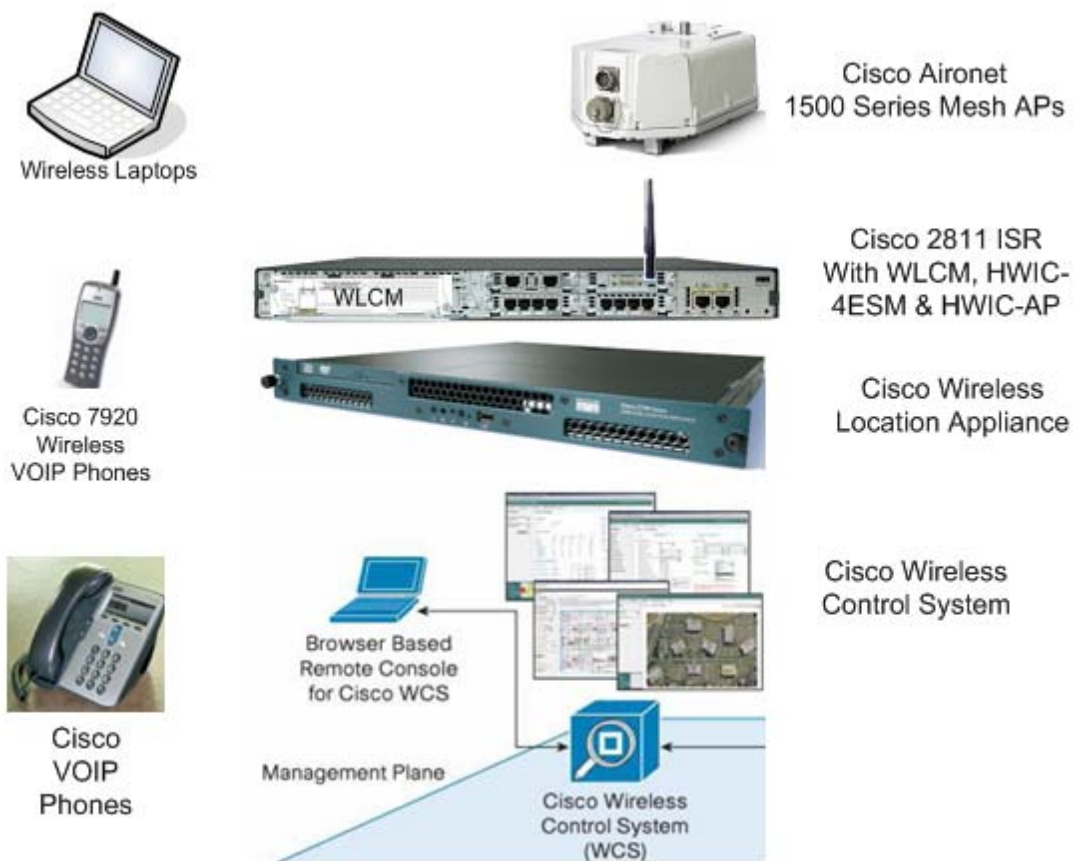 Wireless Laptops
Cisco Aironet
1500 Series Mesh APs
WLCM
Cisco 2811 ISR
With WLCM, HWIC-
4ESM & HWIC-AP
Cisco 7920
Wireless
VOIP Phones
Cisco Wireless
Location Appliance
Cisco
VOIP
Phones
Browser Based
Remote Console
for Cisco WCS
Cisco Wireless
Control System
Management Plane
Cisco Wireless
Control System
(WCS)